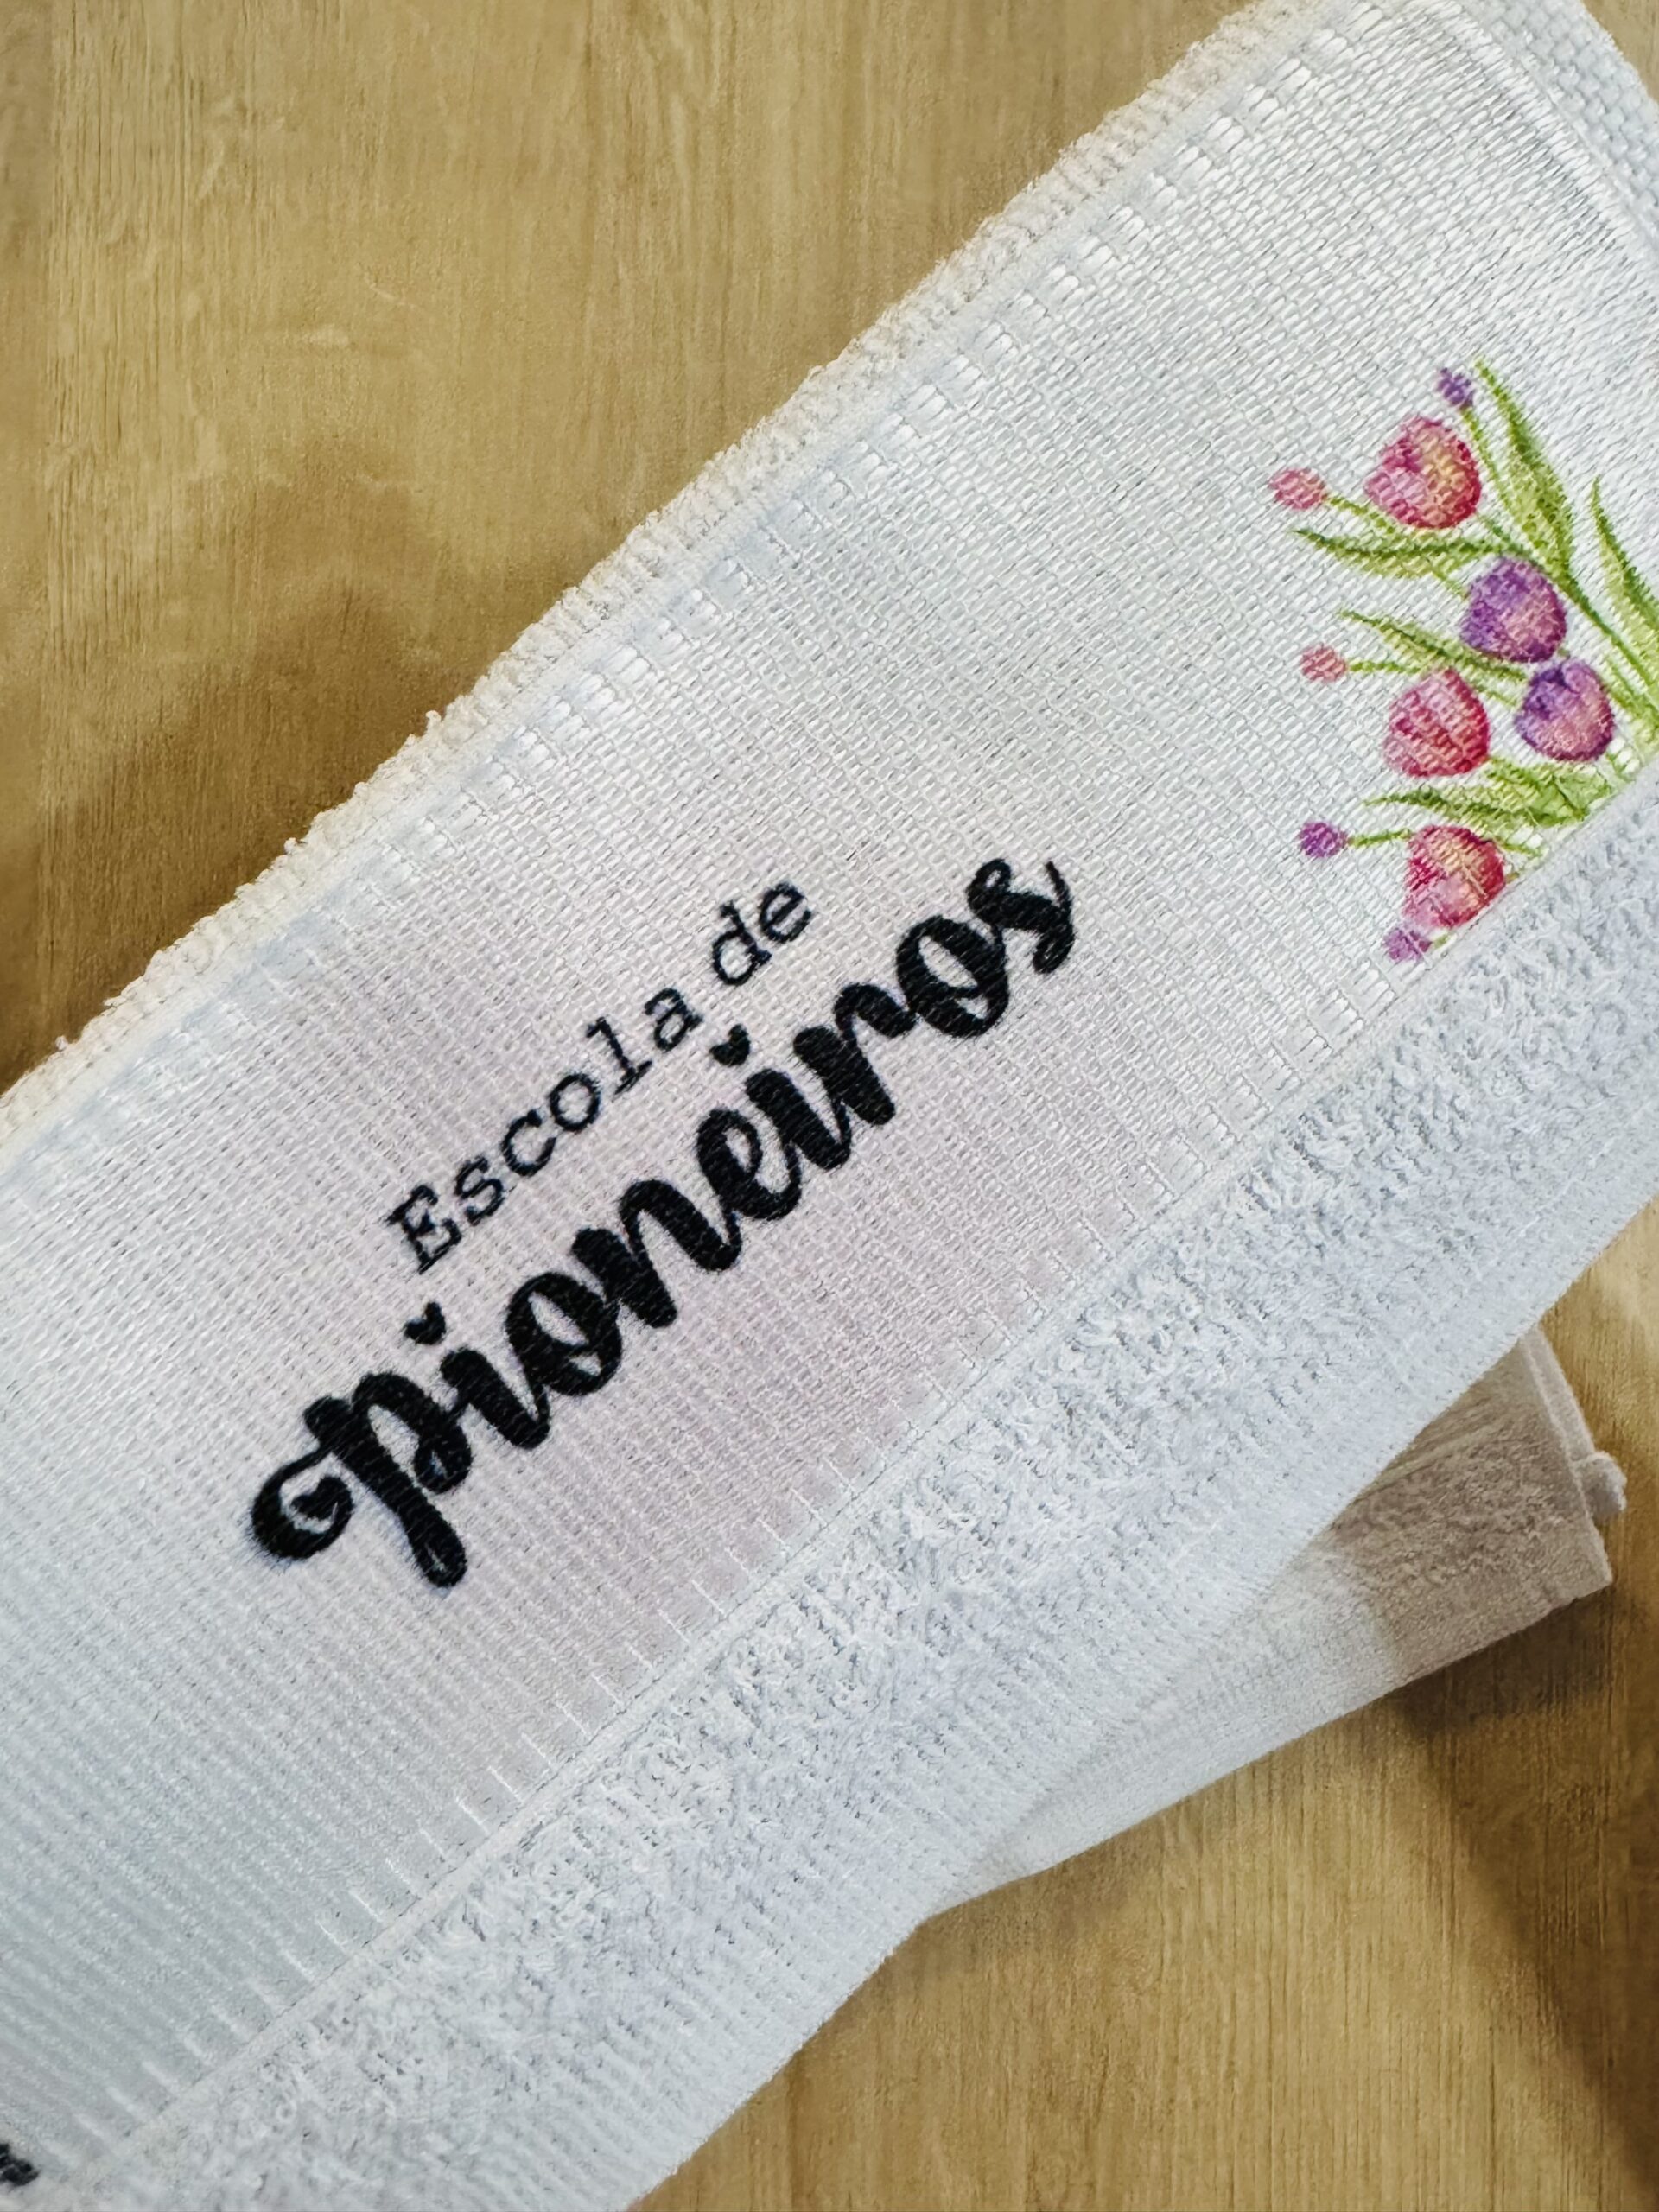 Escola de
pioneiros